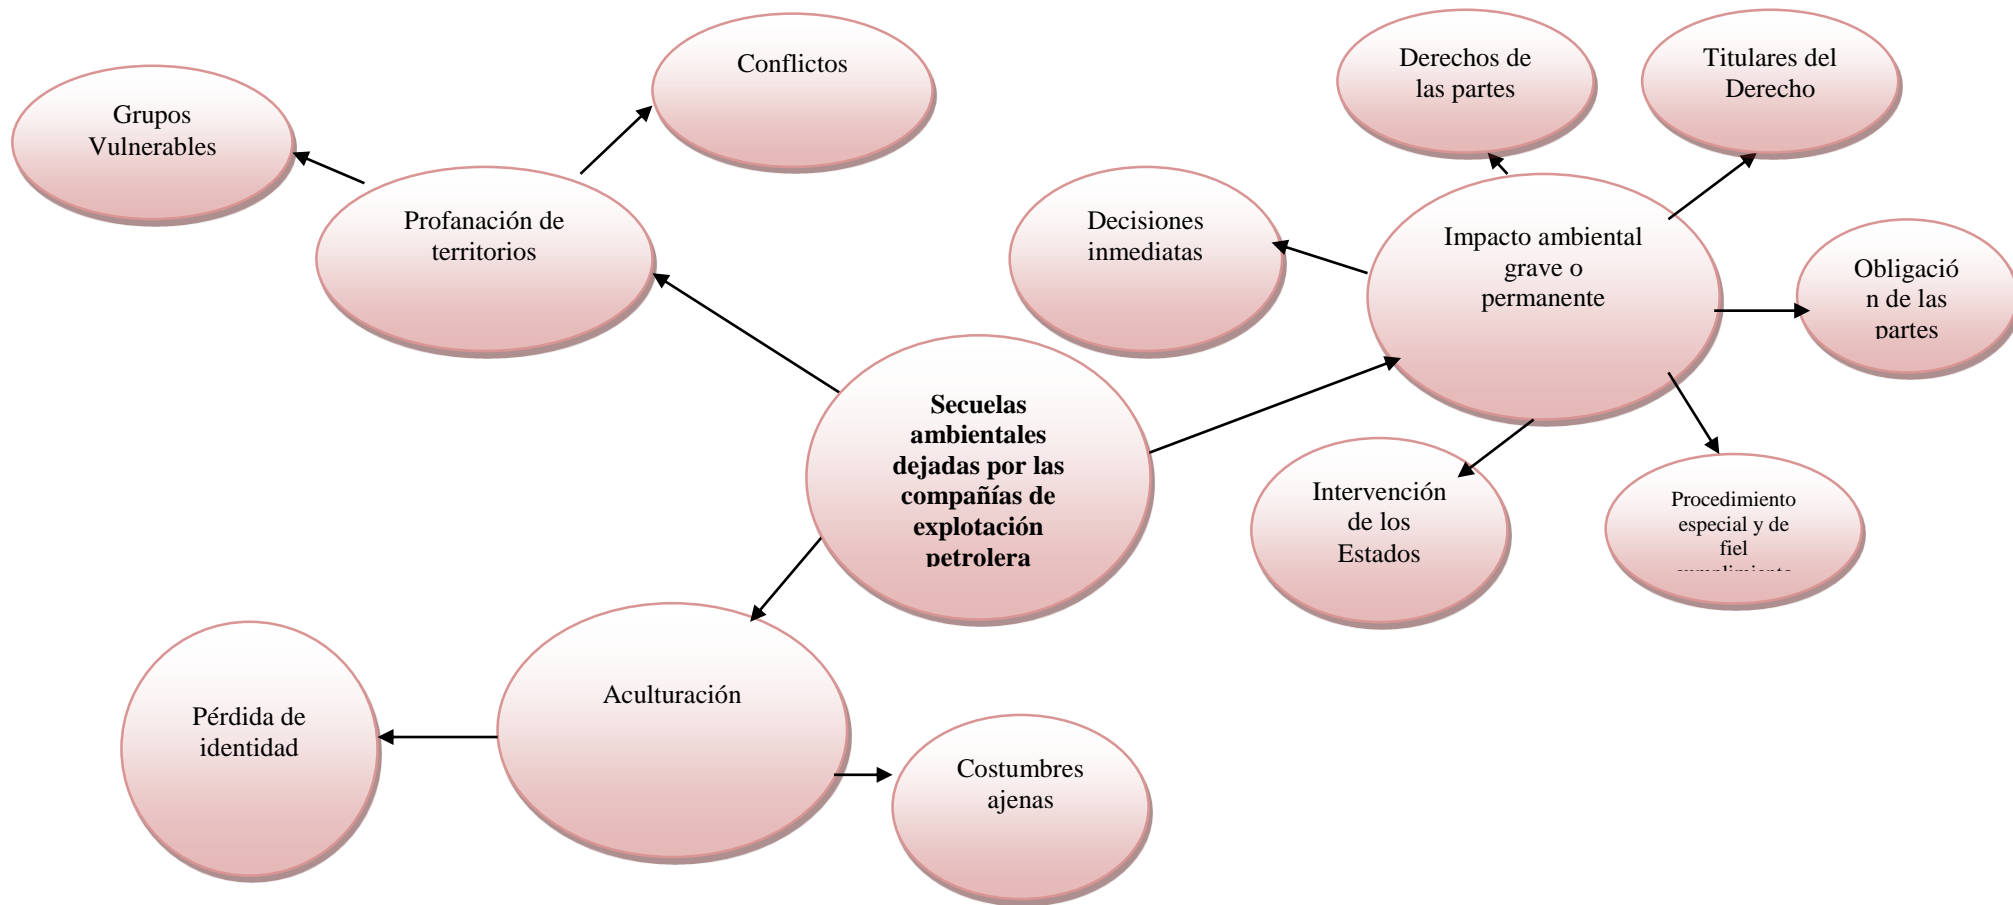 Conflictos
Grupos
Vulnerables
Profanación de
territorios
Derechos de
las partes
Titulares del
Derecho
Decisiones
inmediatas
Impacto ambiental
grave o
permanente
Obligació
n de las
partes
Secuelas
ambientales
dejadas por las
compañías de
explotación
petrolera
Intervención
de los
Estados
Procedimiento
especial y de
fiel
cumplimiento
Aculturación
Pérdida de
identidad
Costumbres
ajenas